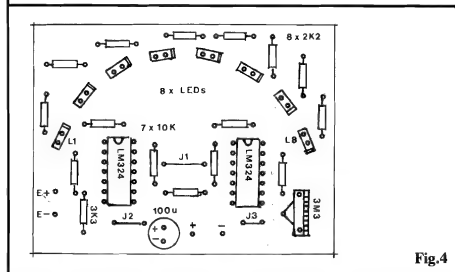 8 x 2K2
8 x LEDs
L1
7 x 10K
L8
LM324
J1
LM324
E+
E-
3K3
J2
100u
+
-
+
-
J3
3M3
Fig.4